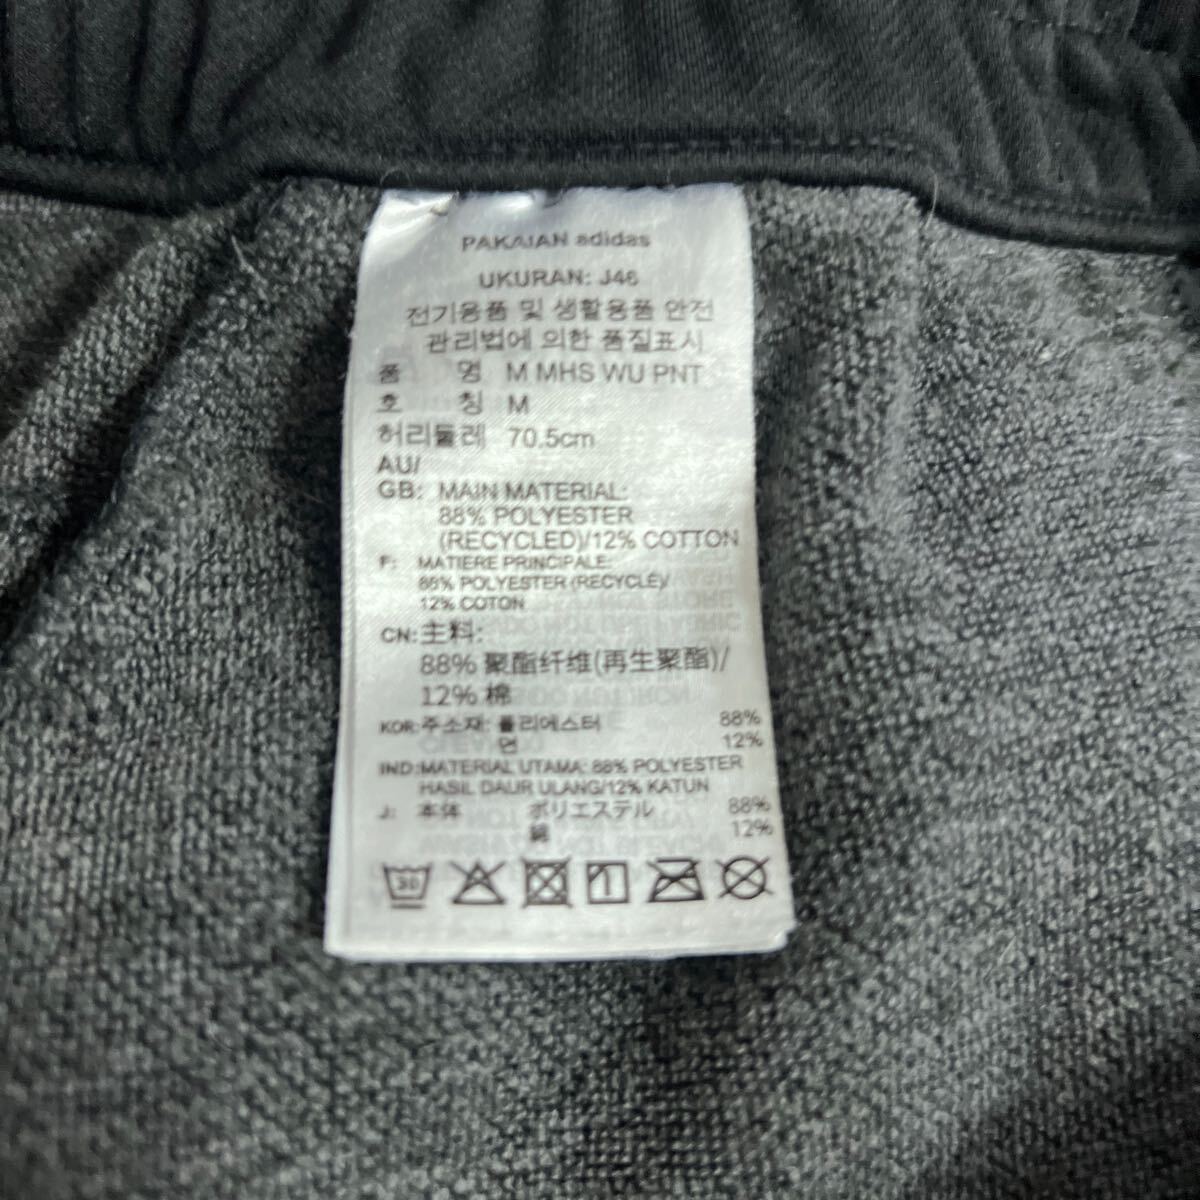 PAKAIAN adidas
UKURAN: J46
전기용품 및 생활용품 안전
관리법에 의한 품질표시
품 명 M MHS WU PNT
호 칭 M
허리둘레 70.5cm
AU/
GB: MAIN MATERIAL:
88% POLYESTER
(RECYCLED)/12% COTTON
F: MATIERE PRINCIPALE:
88% POLYESTER (RECYCLÉ)/
12% COTON
CN: 主料:
88% 聚酯纤维(再生聚酯)/
12% 棉
KOR: 주소재: 폴리에스터 88%
면 12%
IND: MATERIAL UTAMA: 88% POLYESTER
HASIL DAUR ULANG/12% KATUN
J: 本体 ポリエステル 88%
綿 12%
30